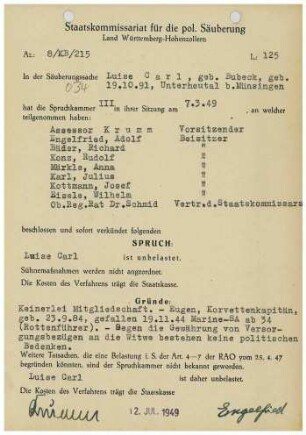 Staatskommissariat für die pol. Säuberung
Land Württemberg-Hohenzollern
Az: 8/KB/215
L: 125
In der Säuberungssache Luise Carl, geb. Bubeck, geb.
034 19.10.91, Unterheutal b.Münsingen
hat die Spruchkammer III in ihrer Sitzung am 7.3.49 an welcher
teilgenommen haben:
Assessor Krumm Vorsitzender
Engelfried, Adolf Beisitzer
Bäder, Richard "
Kons, Rudolf "
Märkle, Anna "
Karl, Julius "
Kottmann, Josef "
Eisele, Wilhelm "
Ob.Reg.Rat Dr.Schmid Vertr.d.Staatskommissars
beschlossen und sofort verkündet folgenden
SPRUCH:
Luise Carl
ist unbelastet.
Sühnemaßnahmen werden nicht angeordnet.
Die Kosten des Verfahrens trägt die Staatskasse.
Gründe:
Keinerlei Mitgliedschaft. - Eugen, Korvettenkapitän,
geb. 23.9.84, gefallen 19.11.44 Marine-SA ab 34
(Rottenführer). - Gegen die Gewährung von Versor-
gungsbezügen an die Witwe bestehen keine politischen
Bedenken.
Weitere Tatsachen, die eine Belastung i. S. der Art. 4—7 der RAO vom 25. 4. 47
begründen könnten, sind der Spruchkammer nicht bekannt geworden.
Luise Carl
ist daher unbelastet.
Die Kosten des Verfahrens trägt die Staatskasse.
Krumm 12. JUL. 1949 Engelfried